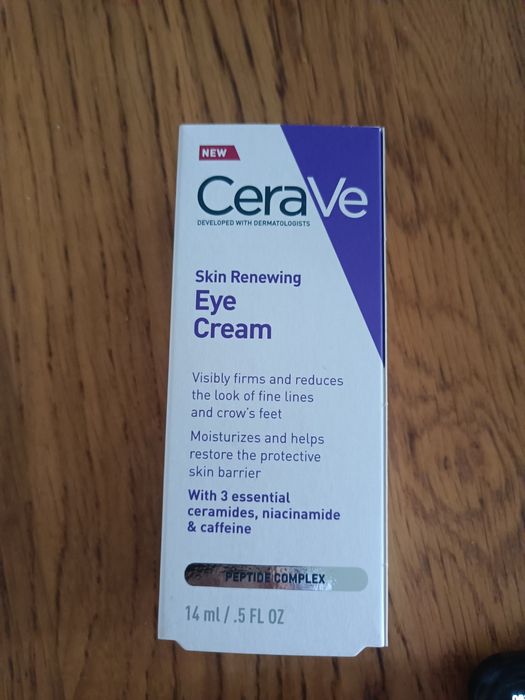 NEW
CeraVe
DEVELOPED WITH DERMATOLOGISTS
Skin Renewing
Eye
Cream
Visibly firms and reduces
the look of fine lines
and crow's feet
Moisturizes and helps
restore the protective
skin barrier
With 3 essential
ceramides, niacinamide
& caffeine
PEPTIDE COMPLEX
14 ml / .5 FL OZ